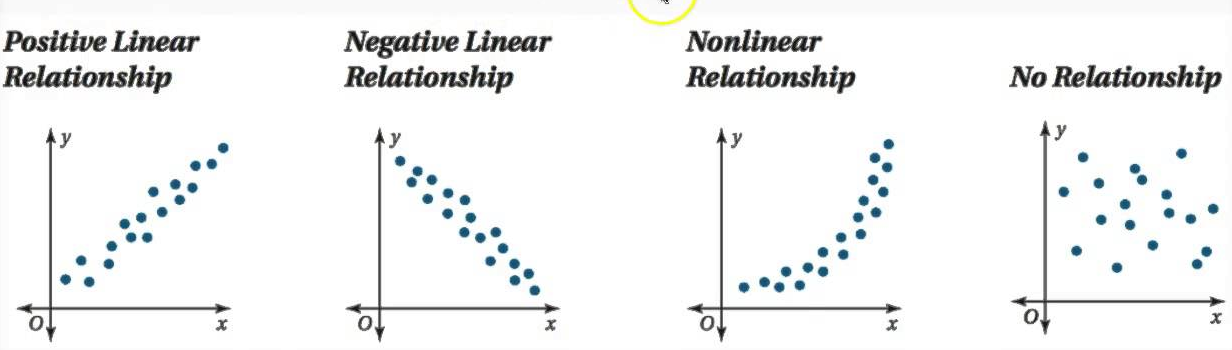 Positive Linear
Relationship
Negative Linear
Relationship
Nonlinear
Relationship
No Relationship
y
O
x
y
O
x
y
O
x
y
O
x